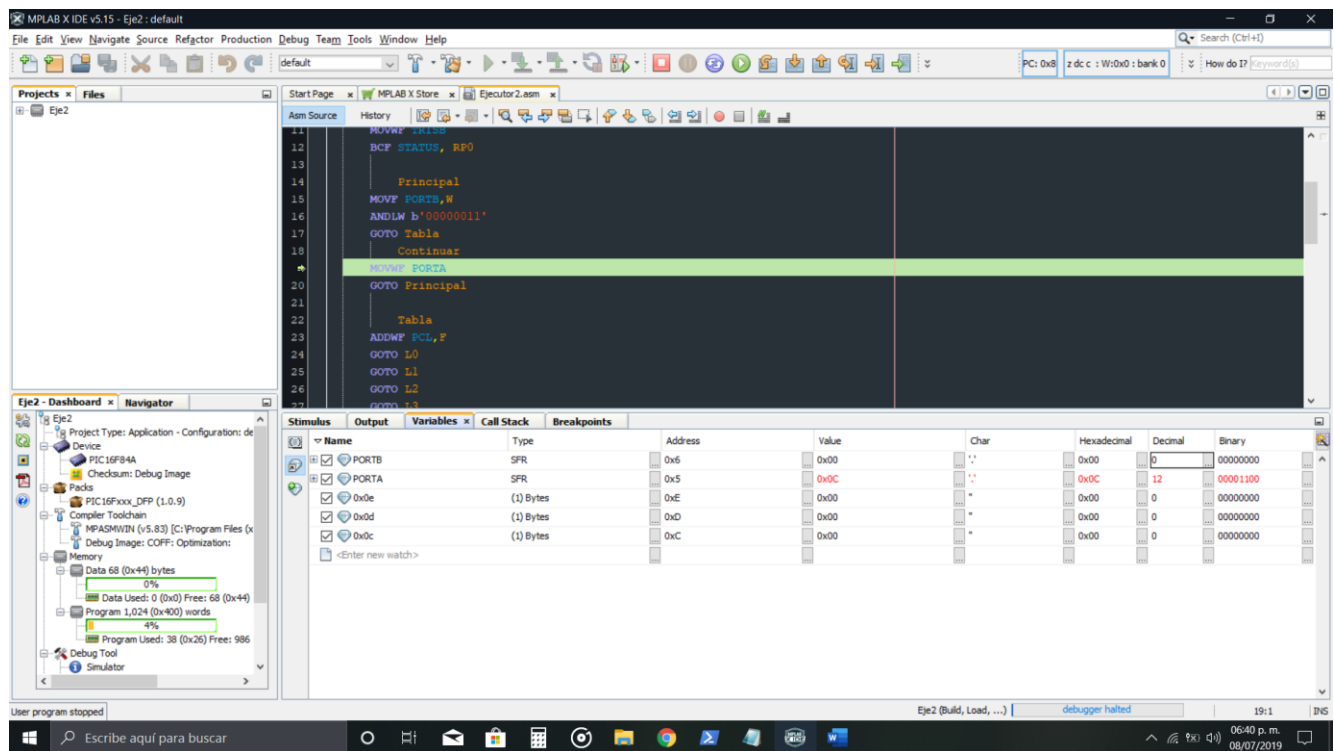 MPLAB X IDE v5.15 - Eje2 : default
File Edit View Navigate Source Refactor Production Debug Team Tools Window Help
Search (Ctrl+I)
default
PC: 0x8 z dc c : W:0x0 : bank 0
How do I? Keyword(s)
Projects Files
Eje2
Start Page MPLAB X Store Ejecutor2.asm
Asm Source History
11 MOVWF TRISB
12 BCF STATUS, RP0
13
14 Principal
15 MOVF PORTB,W
16 ANDLW b'00000011'
17 GOTO Tabla
18 Continuar
MOVWF PORTA
20 GOTO Principal
21
22 Tabla
23 ADDWF PCL,F
24 GOTO L0
25 GOTO L1
26 GOTO L2
27 GOTO L3
Eje2 - Dashboard Navigator
Eje2
Project Type: Application - Configuration: de
Device
PIC16F84A
Checksum: Debug Image
Packs
PIC16Fxxx_DFP (1.0.9)
Compiler Toolchain
MPASMWIN (v5.83) [C:\Program Files (x
Debug Image: COFF: Optimization:
Memory
Data 68 (0x44) bytes
0%
Data Used: 0 (0x0) Free: 68 (0x44)
Program 1,024 (0x400) words
4%
Program Used: 38 (0x26) Free: 986
Debug Tool
Simulator
Stimulus Output Variables Call Stack Breakpoints
Name Type Address Value Char Hexadecimal Decimal Binary
PORTB SFR 0x6 0x00 '.' 0x00 0 00000000
PORTA SFR 0x5 0x0C '.' 0x0C 12 00001100
0x0e (1) Bytes 0xE 0x00 '' 0x00 0 00000000
0x0d (1) Bytes 0xD 0x00 '' 0x00 0 00000000
0x0c (1) Bytes 0xC 0x00 '' 0x00 0 00000000
<Enter new watch>
User program stopped
Eje2 (Build, Load, ...)
debugger halted
19:1
INS
Escribe aquí para buscar
06:40 p. m.
08/07/2019